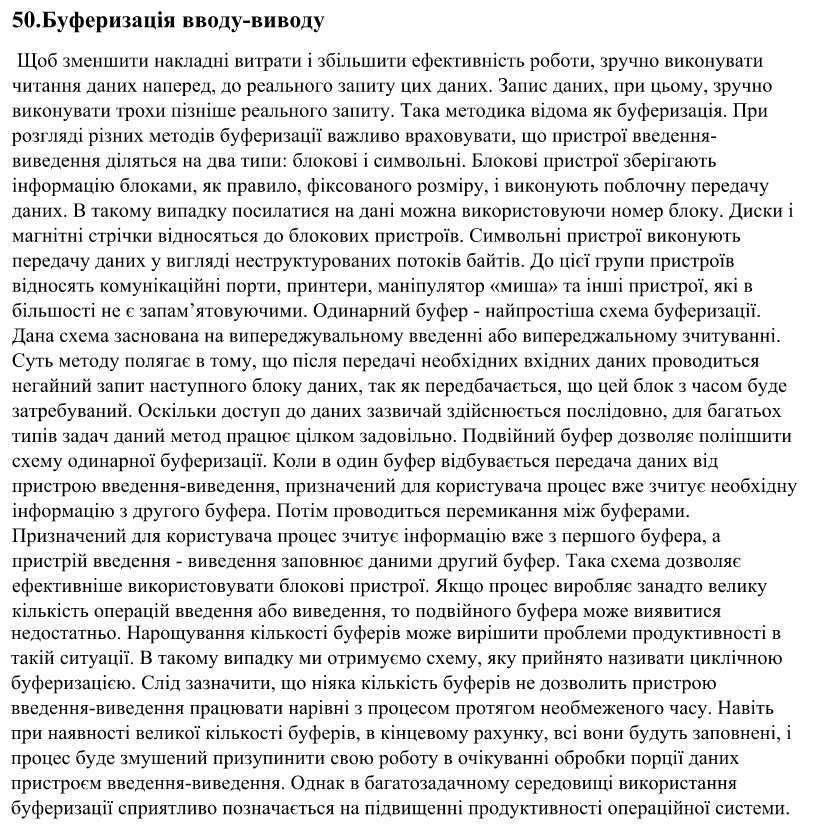 50.Буферизація вводу-виводу
Щоб зменшити накладні витрати і збільшити ефективність роботи, зручно виконувати
читання даних наперед, до реального запиту цих даних. Запис даних, при цьому, зручно
виконувати трохи пізніше реального запиту. Така методика відома як буферизація. При
розгляді різних методів буферизації важливо враховувати, що пристрої введення-
виведення діляться на два типи: блокові і символьні. Блокові пристрої зберігають
інформацію блоками, як правило, фіксованого розміру, і виконують поблочну передачу
даних. В такому випадку посилатися на дані можна використовуючи номер блоку. Диски і
магнітні стрічки відносяться до блокових пристроїв. Символьні пристрої виконують
передачу даних у вигляді неструктурованих потоків байтів. До цієї групи пристроїв
відносять комунікаційні порти, принтери, маніпулятор «миша» та інші пристрої, які в
більшості не є запам’ятовуючими. Одинарний буфер - найпростіша схема буферизації.
Дана схема заснована на випереджувальному введенні або випереджальному зчитуванні.
Суть методу полягає в тому, що після передачі необхідних вхідних даних проводиться
негайний запит наступного блоку даних, так як передбачається, що цей блок з часом буде
затребуваний. Оскільки доступ до даних зазвичай здійснюється послідовно, для багатьох
типів задач даний метод працює цілком задовільно. Подвійний буфер дозволяє поліпшити
схему одинарної буферизації. Коли в один буфер відбувається передача даних від
пристрою введення-виведення, призначений для користувача процес вже зчитує необхідну
інформацію з другого буфера. Потім проводиться перемикання між буферами.
Призначений для користувача процес зчитує інформацію вже з першого буфера, а
пристрій введення - виведення заповнює даними другий буфер. Така схема дозволяє
ефективніше використовувати блокові пристрої. Якщо процес виробляє занадто велику
кількість операцій введення або виведення, то подвійного буфера може виявитися
недостатньо. Нарощування кількості буферів може вирішити проблеми продуктивності в
такій ситуації. В такому випадку ми отримуємо схему, яку прийнято називати циклічною
буферизацією. Слід зазначити, що ніяка кількість буферів не дозволить пристрою
введення-виведення працювати нарівні з процесом протягом необмеженого часу. Навіть
при наявності великої кількості буферів, в кінцевому рахунку, всі вони будуть заповнені, і
процес буде змушений призупинити свою роботу в очікуванні обробки порції даних
пристроєм введення-виведення. Однак в багатозадачному середовищі використання
буферизації сприятливо позначається на підвищенні продуктивності операційної системи.